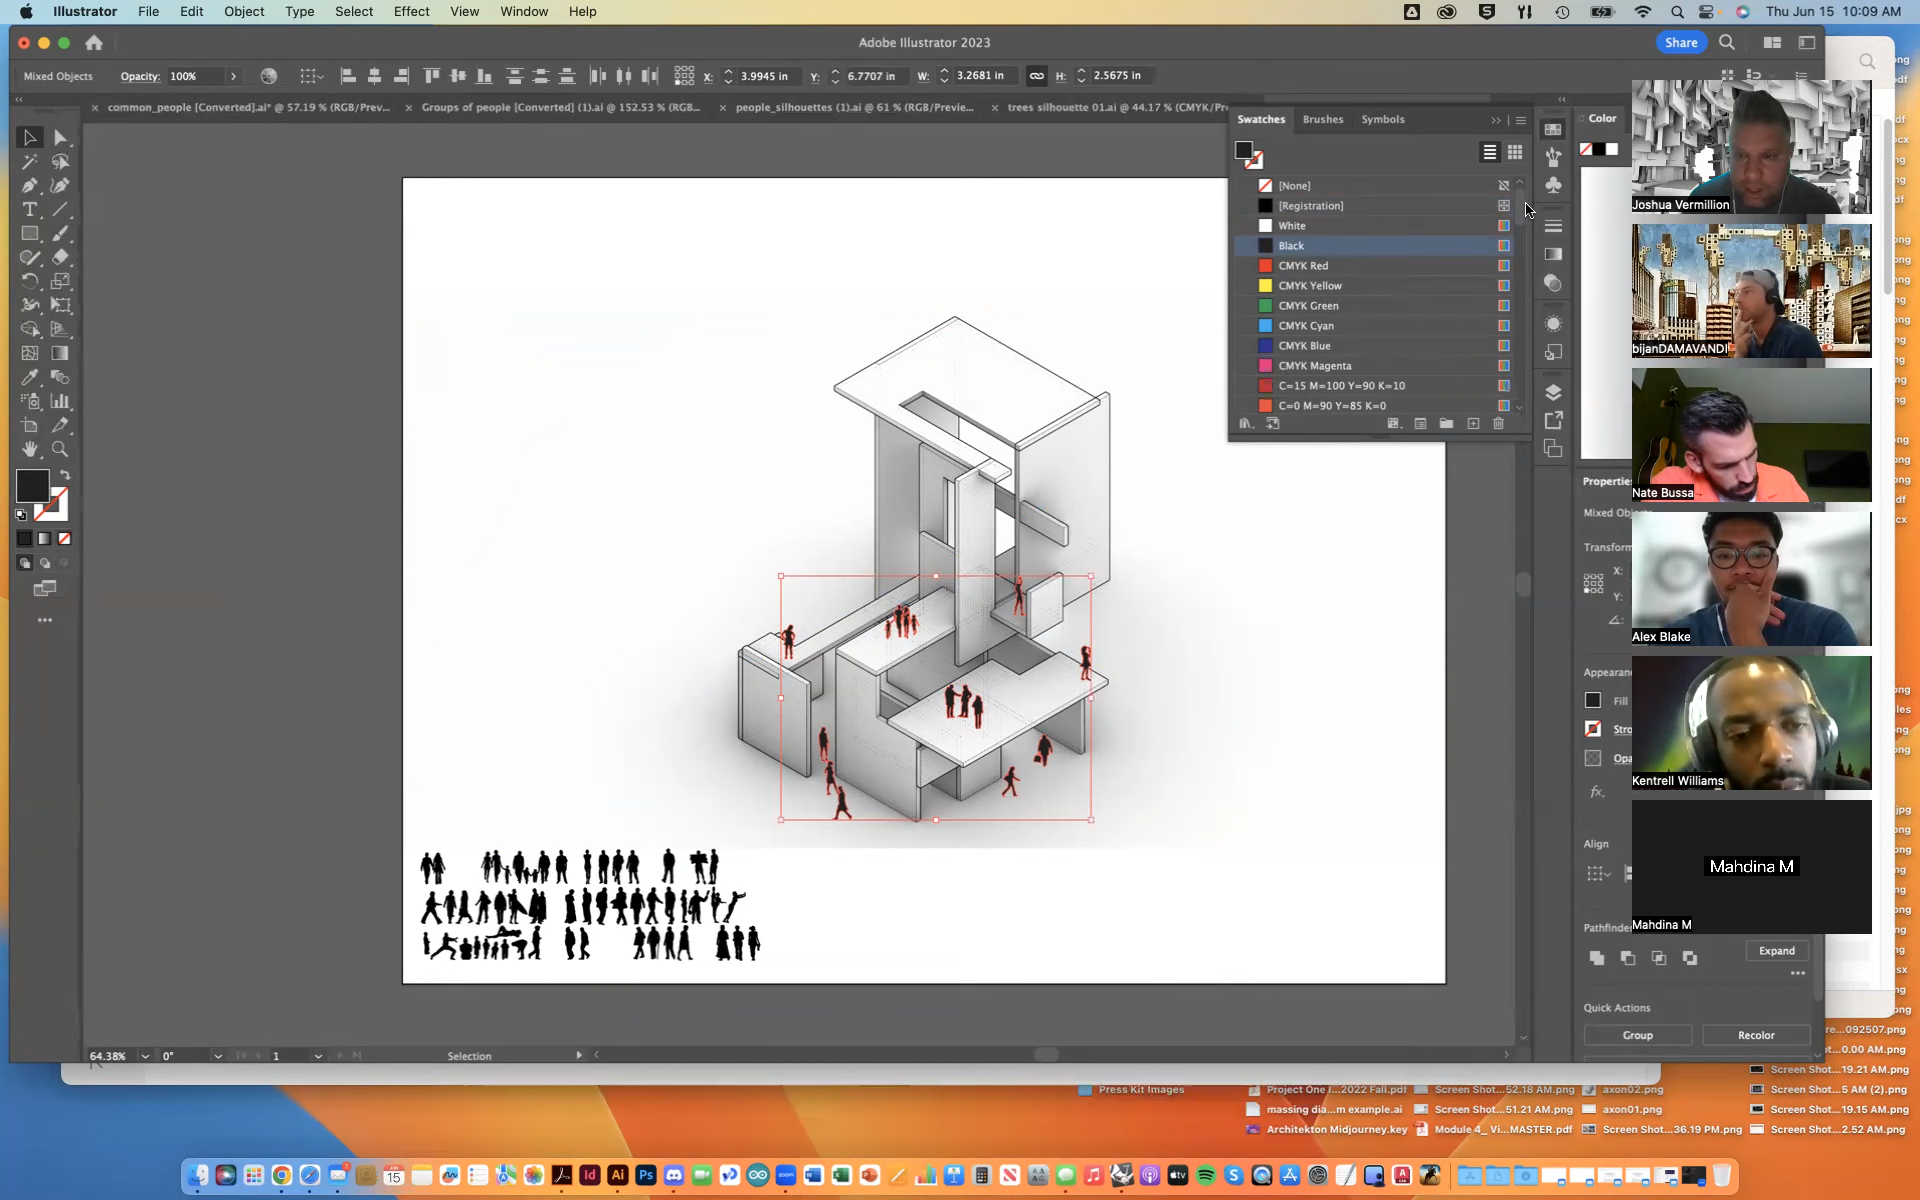 Illustrator File Edit Object Type Select Effect View Window Help
Thu Jun 15 10:09 AM
Adobe Illustrator 2023
Share
Mixed Objects
Opacity: 100%
X: 3.9945 in
Y: 6.7707 in
W: 3.2681 in
H: 2.5675 in
common_people [Converted].ai* @ 57.19 % (RGB/Prev...
Groups of people [Converted] (1).ai @ 152.53 % (RGB...
people_silhouettes (1).ai @ 61 % (RGB/Previe...
trees silhouette 01.ai @ 44.17 % (CMYK/Pr
Swatches
Brushes
Symbols
[None]
[Registration]
White
Black
CMYK Red
CMYK Yellow
CMYK Green
CMYK Cyan
CMYK Blue
CMYK Magenta
C=15 M=100 Y=90 K=10
C=0 M=90 Y=85 K=0
Color
Properti
Mixed Obje
Transform
X:
Y:
Appearanc
Fill
Stro
Opa
fx.
Align
Pathfinde
Expand
Quick Actions
Group
Recolor
Joshua Vermillion
bijanDAMAVANDI
Nate Bussa
Alex Blake
Kentrell Williams
Mahdina M
Mahdina M
64.38%
0°
1
Selection
Press Kit Images
Project One I...2022 Fall.pdf
Screen Shot...52.18 AM.png
axon02.png
massing dia...m example.ai
Screen Shot...51.21 AM.png
axon01.png
Architekton Midjourney.key
Module 4_ Vi...MASTER.pdf
Screen Shot...36.19 PM.png
re...092507.png
t...0.00 AM.png
Screen Shot...19.21 AM.png
Screen Shot...5 AM (2).png
Screen Shot...19.15 AM.png
Screen Shot...2.52 AM.png